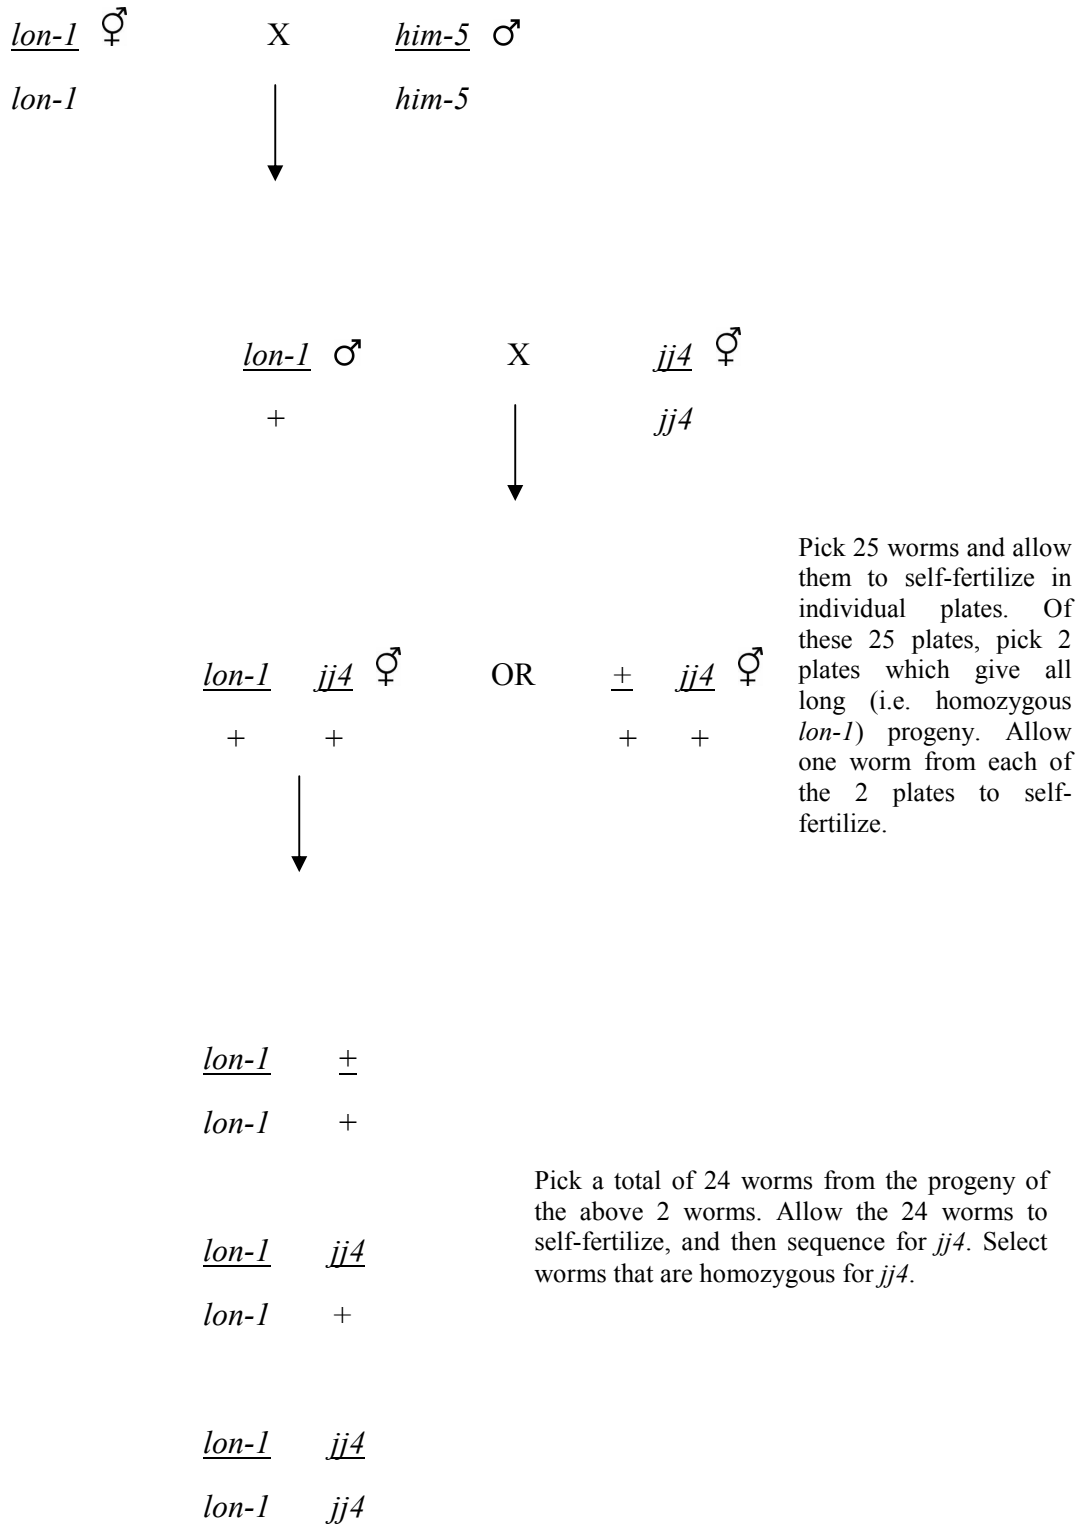 lon-1 ⚥ X him-5 ♂
lon-1 him-5
lon-1 ♂ X jj4 ⚥
+ jj4
Pick 25 worms and allow
them to self-fertilize in
individual plates. Of
these 25 plates, pick 2
plates which give all
long (i.e. homozygous
lon-1) progeny. Allow
one worm from each of
the 2 plates to self-
fertilize.
lon-1 jj4 ⚥ OR + jj4 ⚥
+ + + +
lon-1 +
lon-1 +
Pick a total of 24 worms from the progeny of
the above 2 worms. Allow the 24 worms to
self-fertilize, and then sequence for jj4. Select
worms that are homozygous for jj4.
lon-1 jj4
lon-1 +
lon-1 jj4
lon-1 jj4